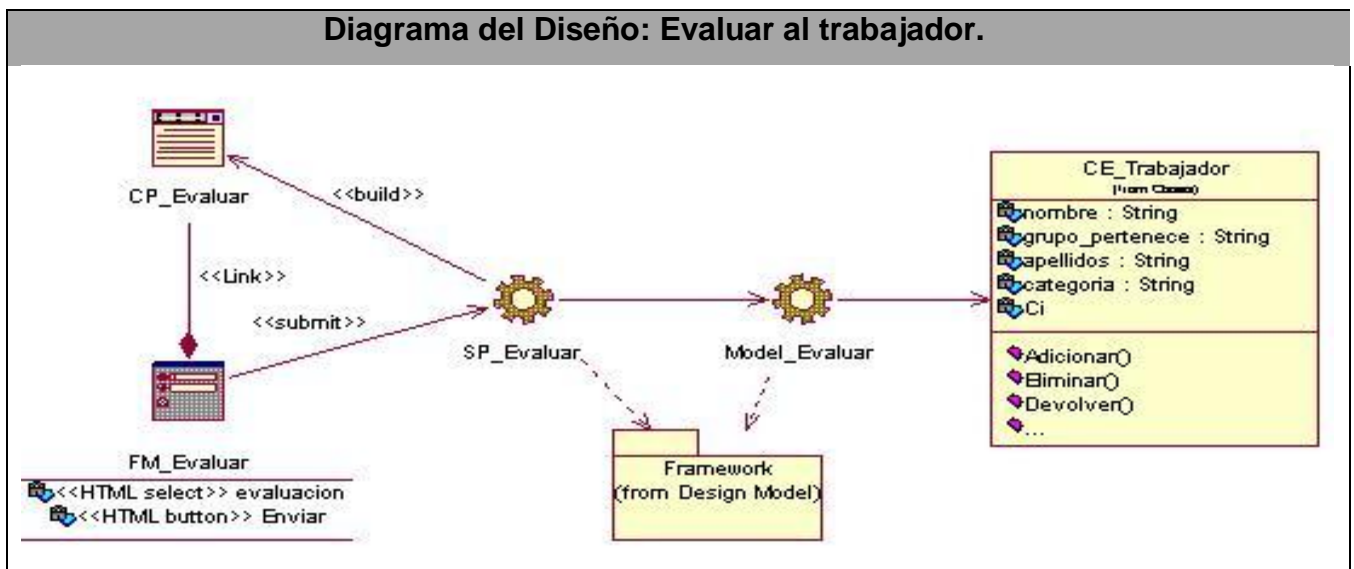 Diagrama del Diseño: Evaluar al trabajador.
CP_Evaluar
<<build>>
<<Link>>
<<submit>>
SP_Evaluar
Model_Evaluar
CE_Trabajador
nombre : String
grupo_pertenece : String
apellidos : String
categoria : String
Ci
Adicionar()
Eliminar()
Devolver()
...
FM_Evaluar
<<HTML select>> evaluacion
<<HTML button>> Enviar
Framework
(from Design Model)